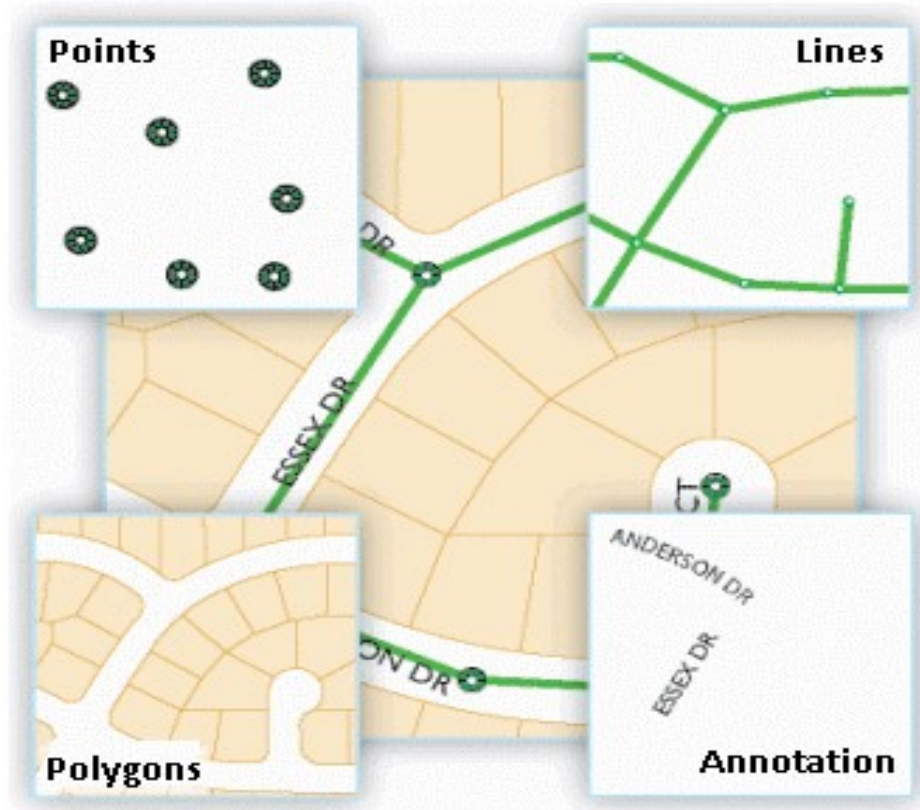 Points
Lines
DR
ESSEX DR
CT
ON DR
ANDERSON DR
ESSEX DR
Polygons
Annotation